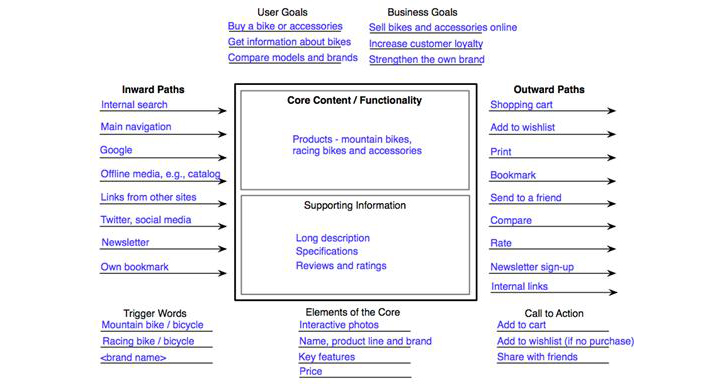 User Goals
Buy a bike or accessories
Get information about bikes
Compare models and brands
Business Goals
Sell bikes and accessories online
Increase customer loyalty
Strengthen the own brand
Inward Paths
Internal search
Main navigation
Google
Offline media, e.g., catalog
Links from other sites
Twitter, social media
Newsletter
Own bookmark
Core Content / Functionality
Products - mountain bikes,
racing bikes and accessories
Supporting Information
Long description
Specifications
Reviews and ratings
Outward Paths
Shopping cart
Add to wishlist
Print
Bookmark
Send to a friend
Compare
Rate
Newsletter sign-up
Internal links
Trigger Words
Mountain bike / bicycle
Racing bike / bicycle
<brand name>
Elements of the Core
Interactive photos
Name, product line and brand
Key features
Price
Call to Action
Add to cart
Add to wishlist (if no purchase)
Share with friends